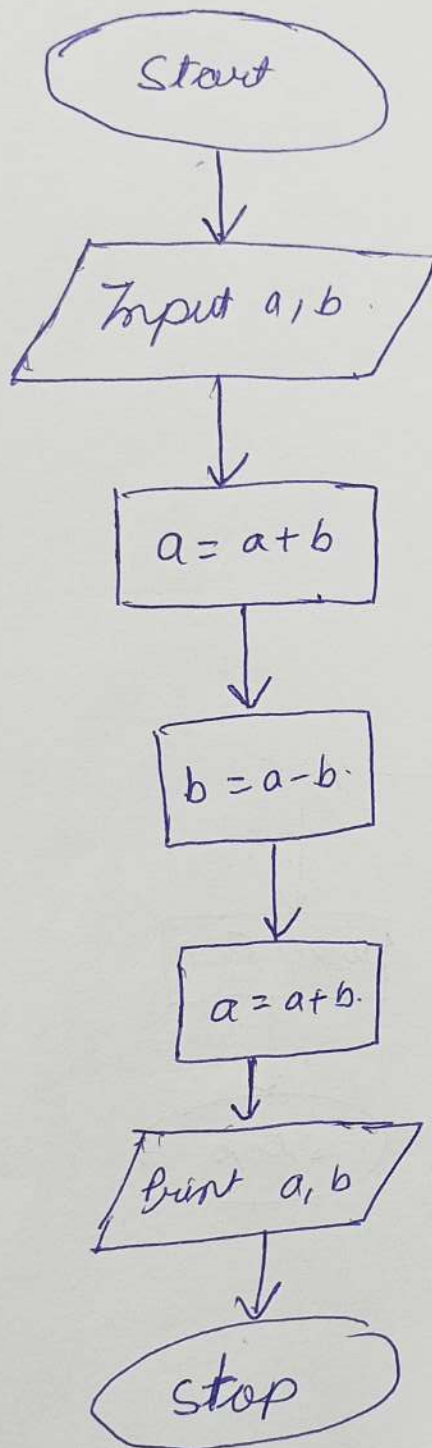 Start
Input a, b.
a = a + b
b = a - b.
a = a + b.
Print a, b
Stop